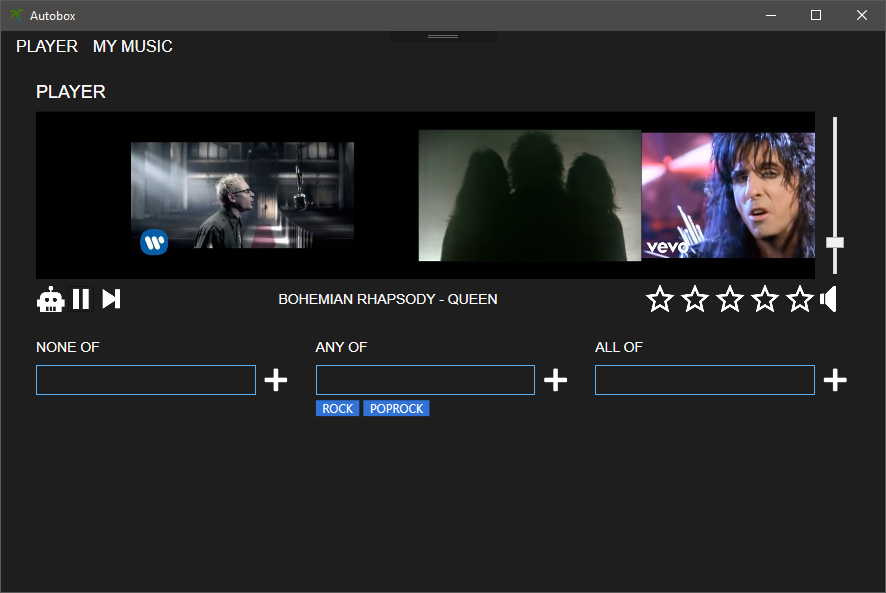 Autobox
PLAYER MY MUSIC
PLAYER
vevo
BOHEMIAN RHAPSODY - QUEEN
NONE OF ANY OF ALL OF
ROCK POPROCK